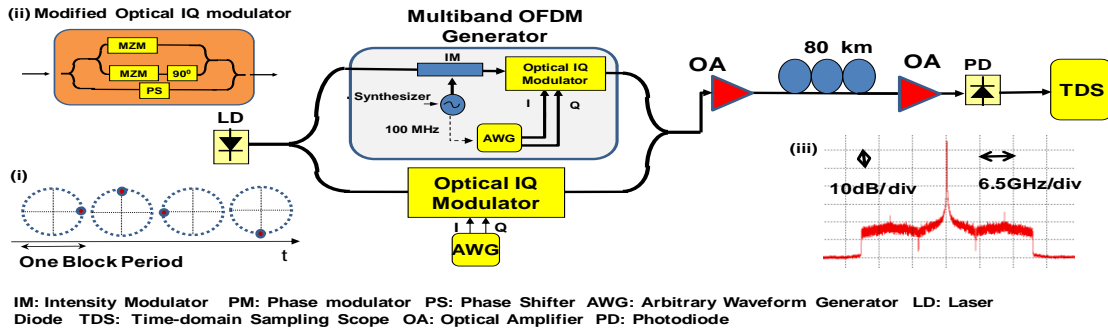 (ii) Modified Optical IQ modulator
MZM
MZM
90⁰
PS
Multiband OFDM
Generator
IM
Optical IQ
Modulator
Synthesizer
I
Q
100 MHz
AWG
LD
Optical IQ
Modulator
I
Q
AWG
OA
80 km
OA
PD
TDS
(i)
One Block Period
t
(iii)
10dB/div
6.5GHz/div
IM: Intensity Modulator PM: Phase modulator PS: Phase Shifter AWG: Arbitrary Waveform Generator LD: Laser
Diode TDS: Time-domain Sampling Scope OA: Optical Amplifier PD: Photodiode